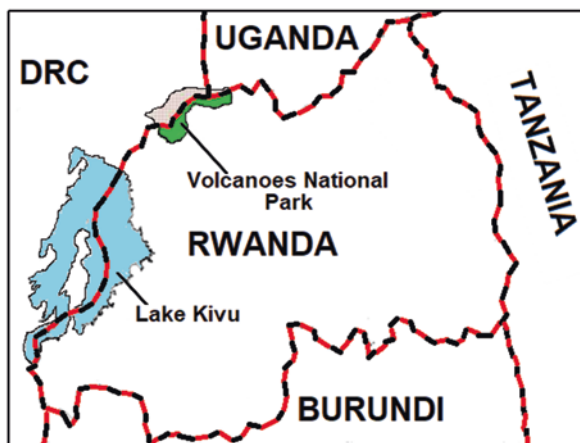 UGANDA
DRC
TANZANIA
Volcanoes National
Park
RWANDA
Lake Kivu
BURUNDI